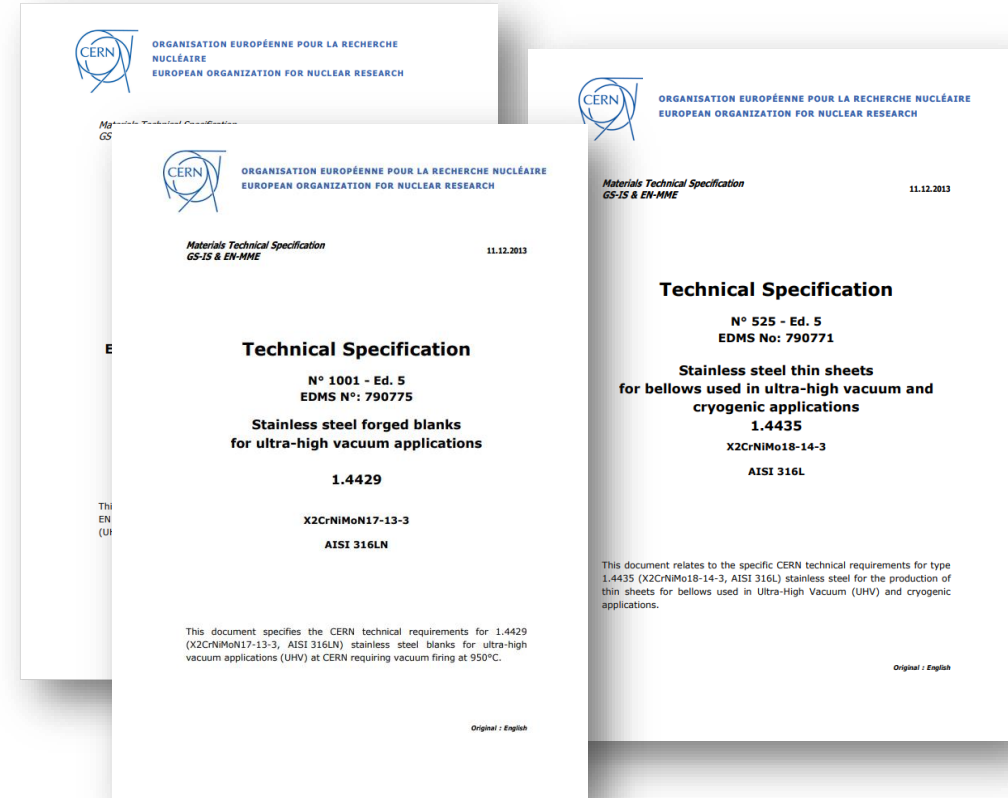 CERN
ORGANISATION EUROPÉENNE POUR LA RECHERCHE
NUCLÉAIRE
EUROPEAN ORGANIZATION FOR NUCLEAR RESEARCH
GS
E
Thi
EN
(UH
CERN
ORGANISATION EUROPÉENNE POUR LA RECHERCHE NUCLÉAIRE
EUROPEAN ORGANIZATION FOR NUCLEAR RESEARCH
Materials Technical Specification
GS-IS & EN-MME
11.12.2013
Technical Specification
N° 1001 - Ed. 5
EDMS N°: 790775
Stainless steel forged blanks
for ultra-high vacuum applications
1.4429
X2CrNiMoN17-13-3
AISI 316LN
This document specifies the CERN technical requirements for 1.4429
(X2CrNiMoN17-13-3, AISI 316LN) stainless steel blanks for ultra-high
vacuum applications (UHV) at CERN requiring vacuum firing at 950°C.
Original : English
CERN
ORGANISATION EUROPÉENNE POUR LA RECHERCHE NUCLÉAIRE
EUROPEAN ORGANIZATION FOR NUCLEAR RESEARCH
Materials Technical Specification
GS-IS & EN-MME
11.12.2013
Technical Specification
N° 525 - Ed. 5
EDMS No: 790771
Stainless steel thin sheets
for bellows used in ultra-high vacuum and
cryogenic applications
1.4435
X2CrNiMo18-14-3
AISI 316L
This document relates to the specific CERN technical requirements for type
1.4435 (X2CrNiMo18-14-3, AISI 316L) stainless steel for the production of
thin sheets for bellows used in Ultra-High Vacuum (UHV) and cryogenic
applications.
Original : English